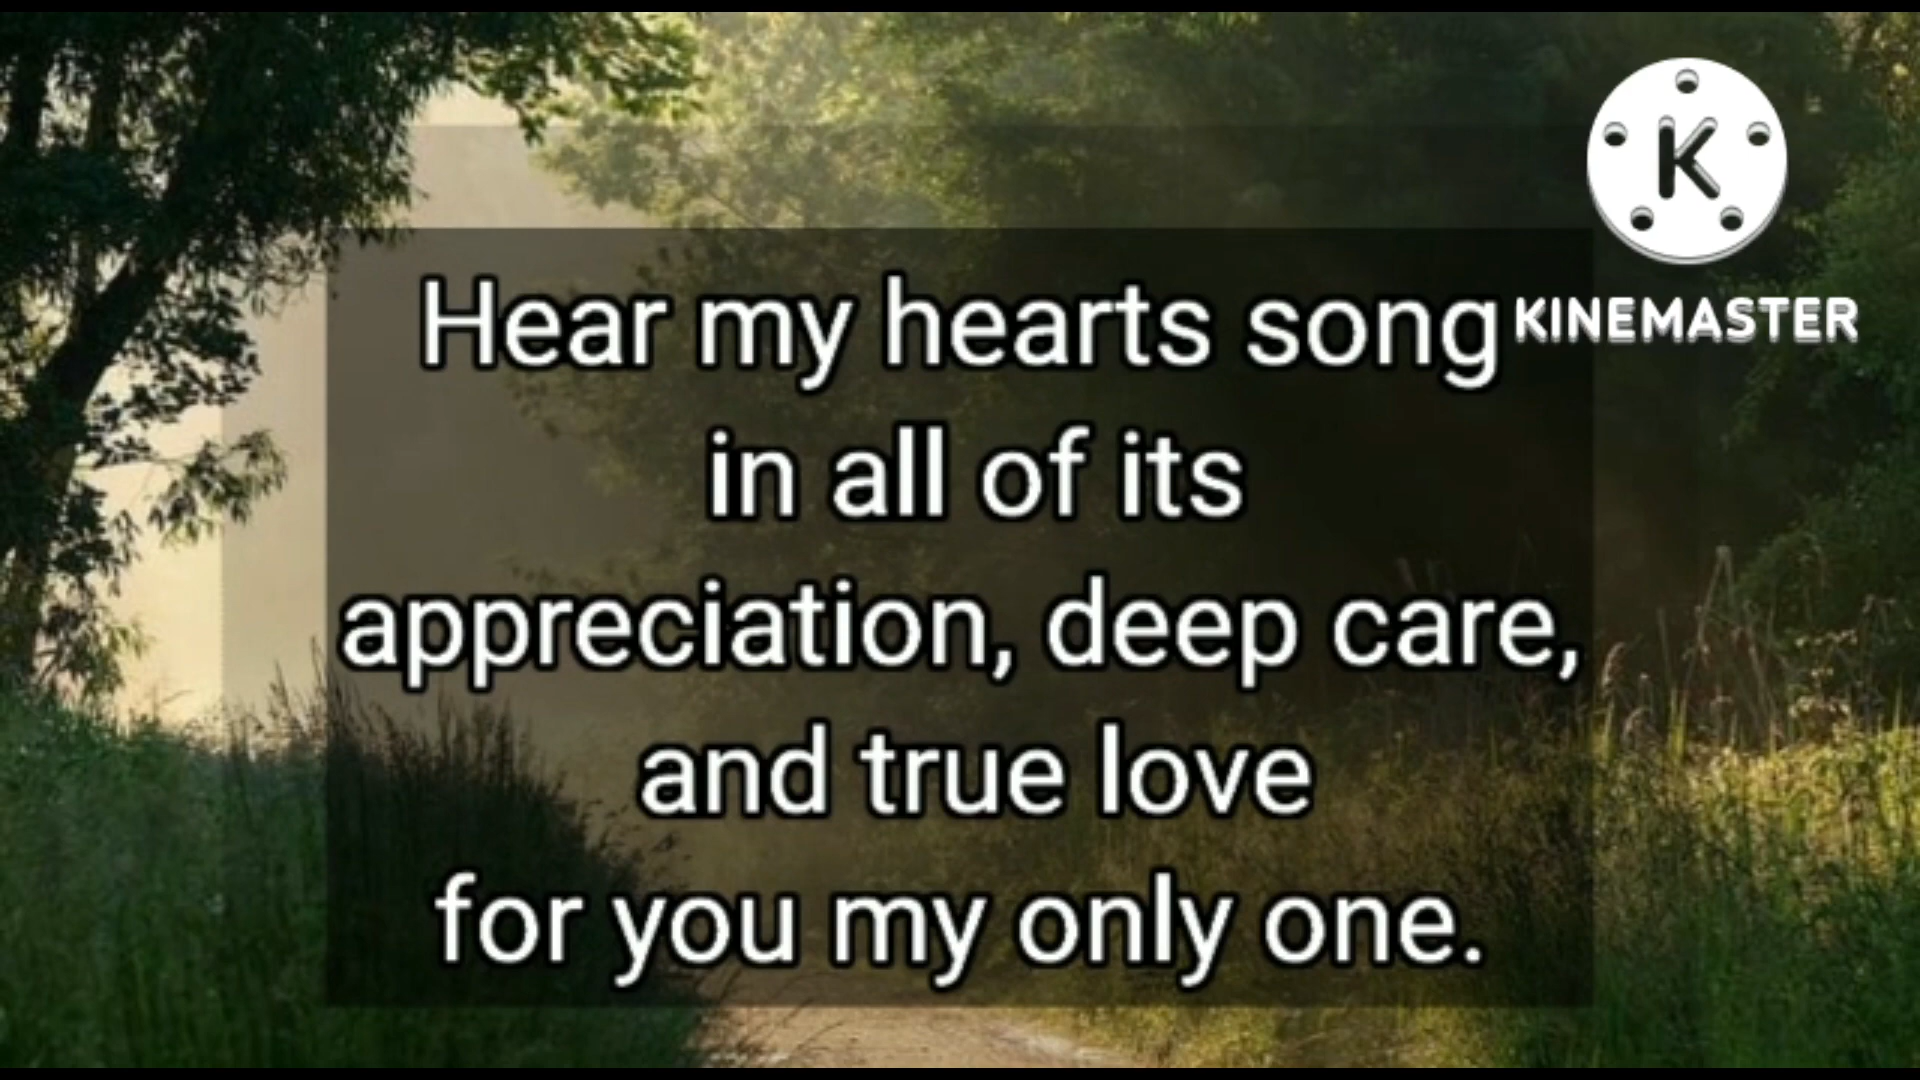 K
KINEMASTER
Hear my hearts song
in all of its
appreciation, deep care,
and true love
for you my only one.